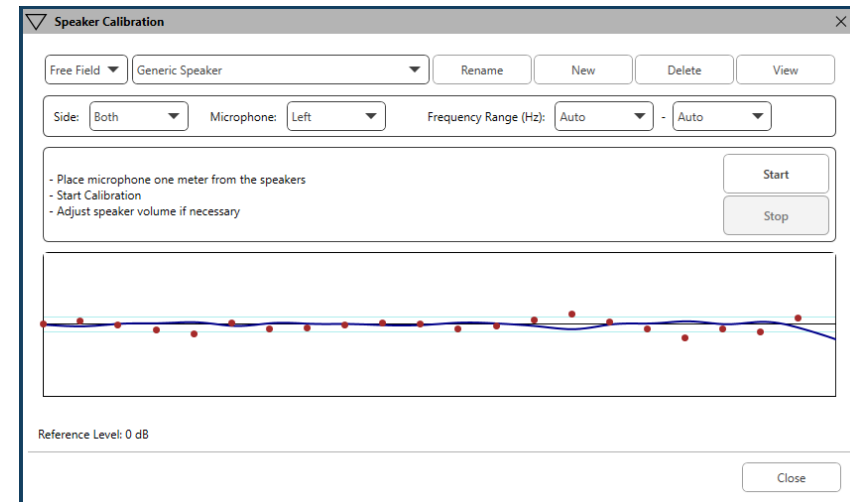 Speaker Calibration
Free Field Generic Speaker Rename New Delete View
Side: Both Microphone: Left Frequency Range (Hz): Auto - Auto
- Place microphone one meter from the speakers
- Start Calibration
- Adjust speaker volume if necessary
Start
Stop
Reference Level: 0 dB
Close